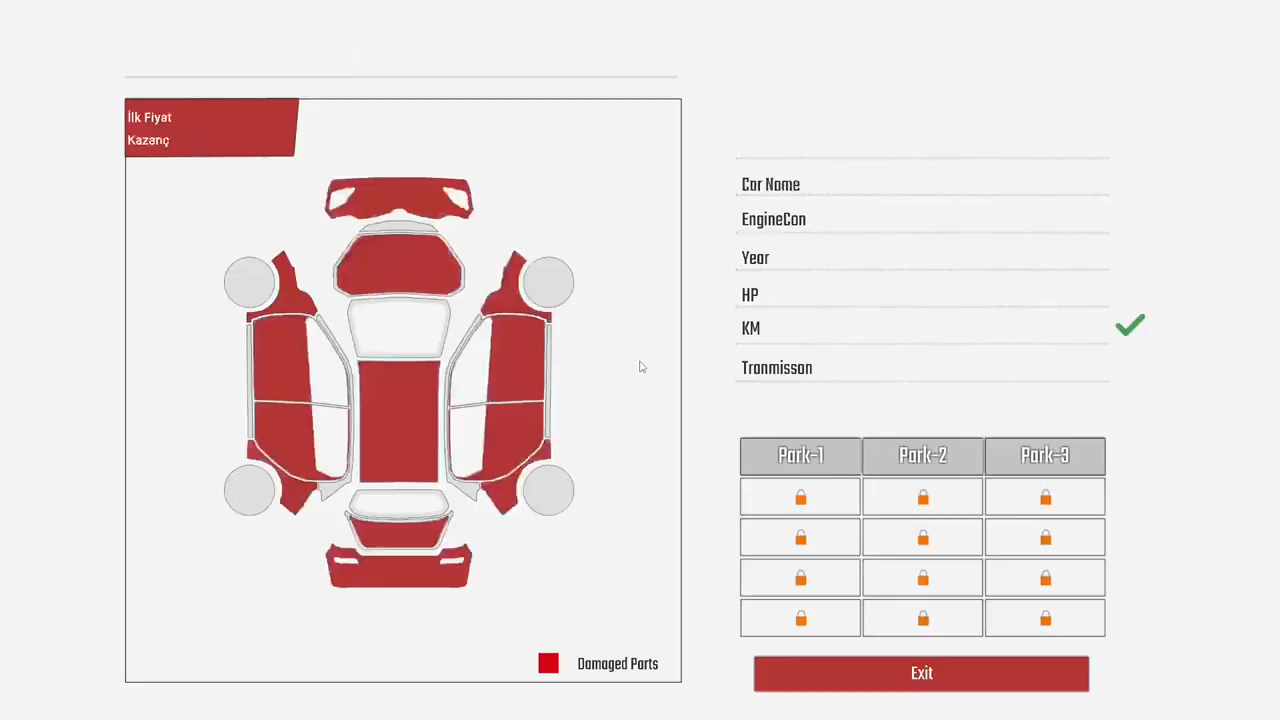 İlk Fiyat
Kazanç
Car Name
EngineCon
Year
HP
KM
Tranmisson
Park-1 Park-2 Park-3
Damaged Parts
Exit